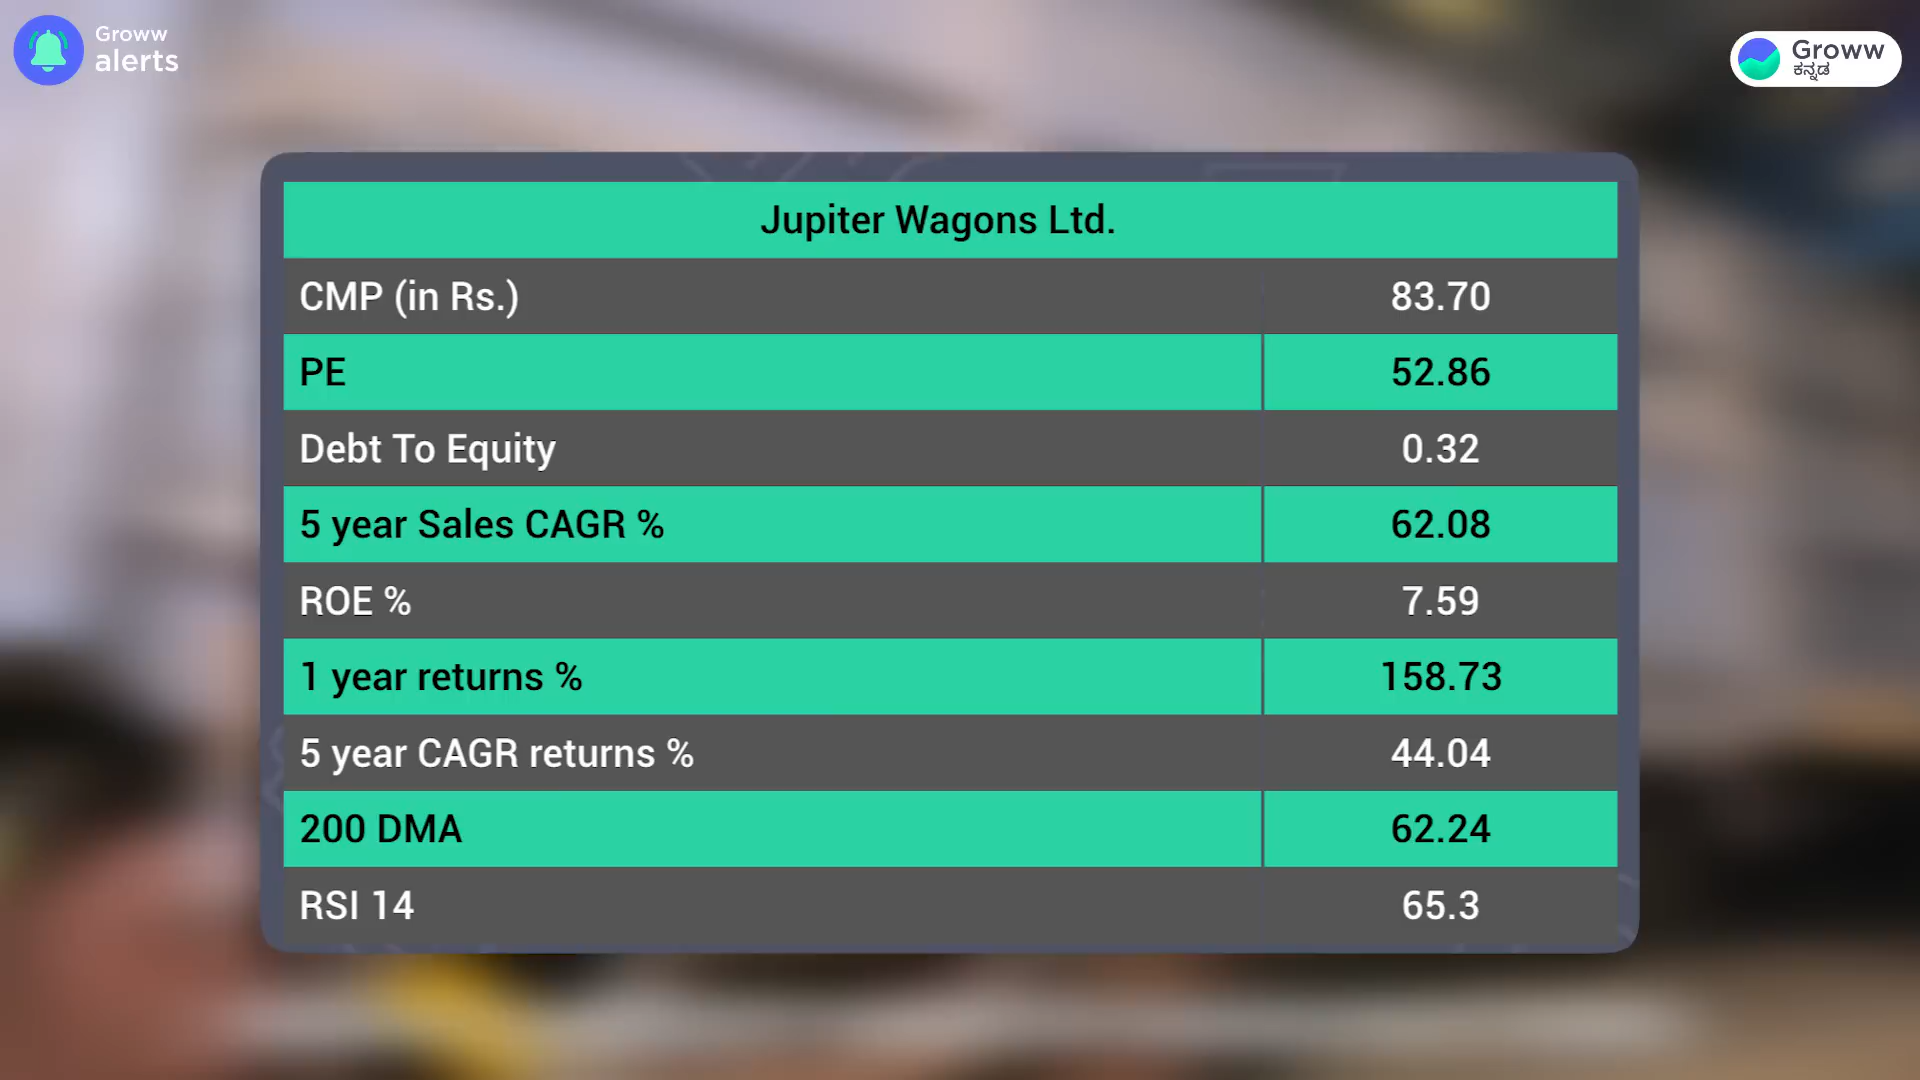 Groww
alerts
Groww
ಕನ್ನಡ
Jupiter Wagons Ltd.
CMP (in Rs.) 83.70
PE 52.86
Debt To Equity 0.32
5 year Sales CAGR % 62.08
ROE % 7.59
1 year returns % 158.73
5 year CAGR returns % 44.04
200 DMA 62.24
RSI 14 65.3